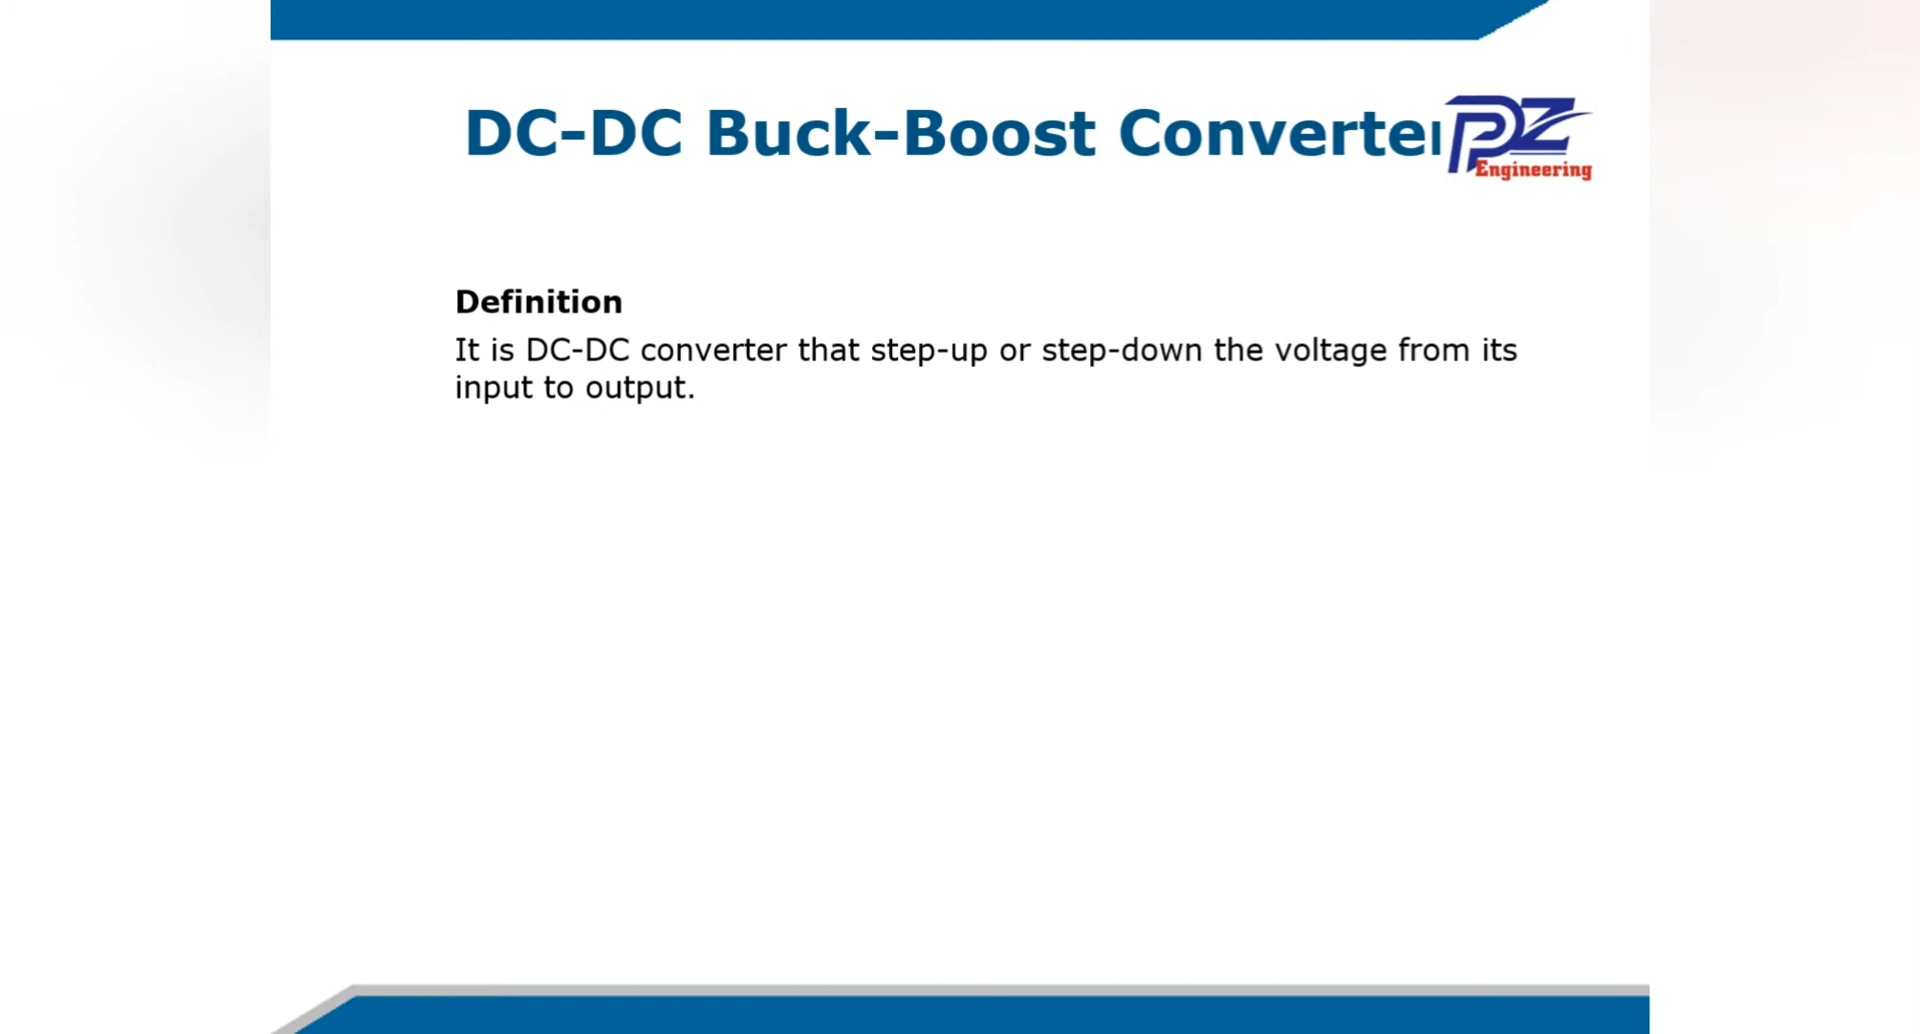 DC-DC Buck-Boost Converter
PZ
Engineering
Definition
It is DC-DC converter that step-up or step-down the voltage from its
input to output.